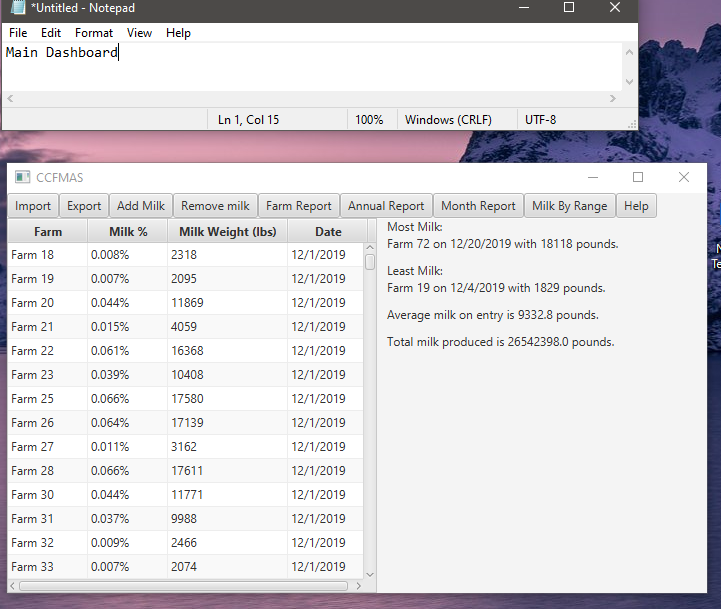 *Untitled - Notepad
File Edit Format View Help
Main Dashboard
Ln 1, Col 15 100% Windows (CRLF) UTF-8
CCFMAS
Import Export Add Milk Remove milk Farm Report Annual Report Month Report Milk By Range Help
Farm Milk % Milk Weight (lbs) Date
Farm 18 0.008% 2318 12/1/2019
Farm 19 0.007% 2095 12/1/2019
Farm 20 0.044% 11869 12/1/2019
Farm 21 0.015% 4059 12/1/2019
Farm 22 0.061% 16368 12/1/2019
Farm 23 0.039% 10408 12/1/2019
Farm 25 0.066% 17580 12/1/2019
Farm 26 0.064% 17139 12/1/2019
Farm 27 0.011% 3162 12/1/2019
Farm 28 0.066% 17611 12/1/2019
Farm 30 0.044% 11771 12/1/2019
Farm 31 0.037% 9988 12/1/2019
Farm 32 0.009% 2466 12/1/2019
Farm 33 0.007% 2074 12/1/2019
Most Milk:
Farm 72 on 12/20/2019 with 18118 pounds.
Least Milk:
Farm 19 on 12/4/2019 with 1829 pounds.
Average milk on entry is 9332.8 pounds.
Total milk produced is 26542398.0 pounds.